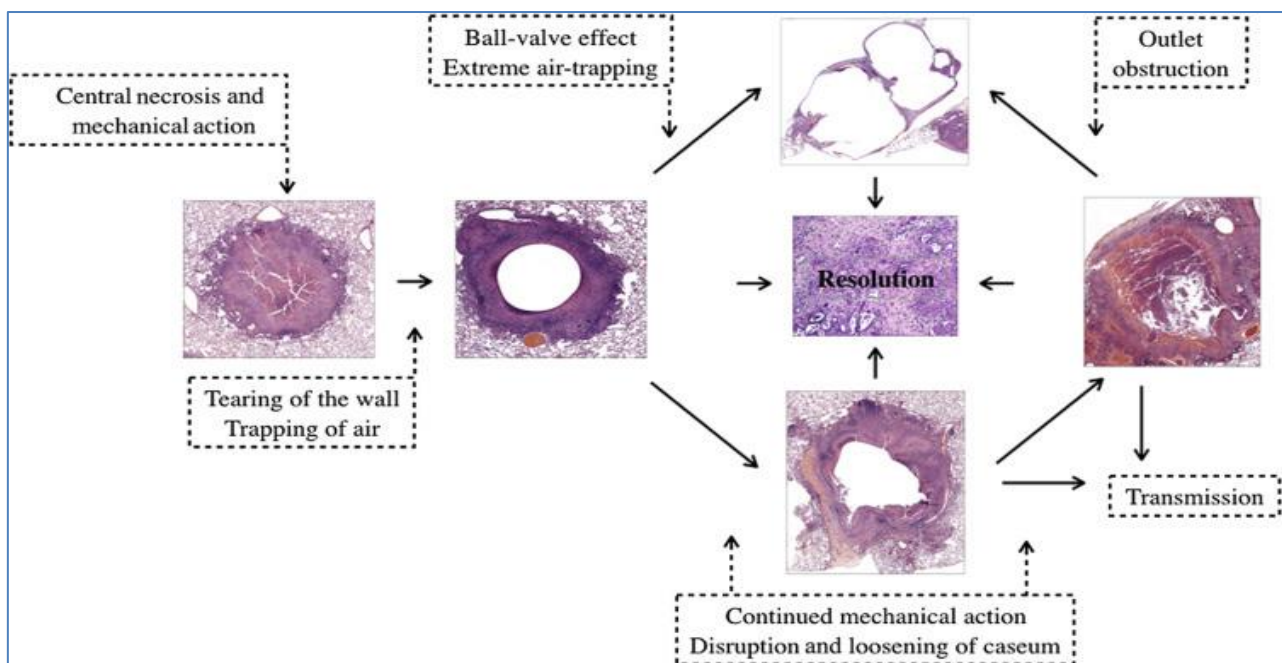 Ball-valve effect
Extreme air-trapping
Outlet
obstruction
Central necrosis and
mechanical action
Resolution
Tearing of the wall
Trapping of air
Transmission
Continued mechanical action
Disruption and loosening of caseum